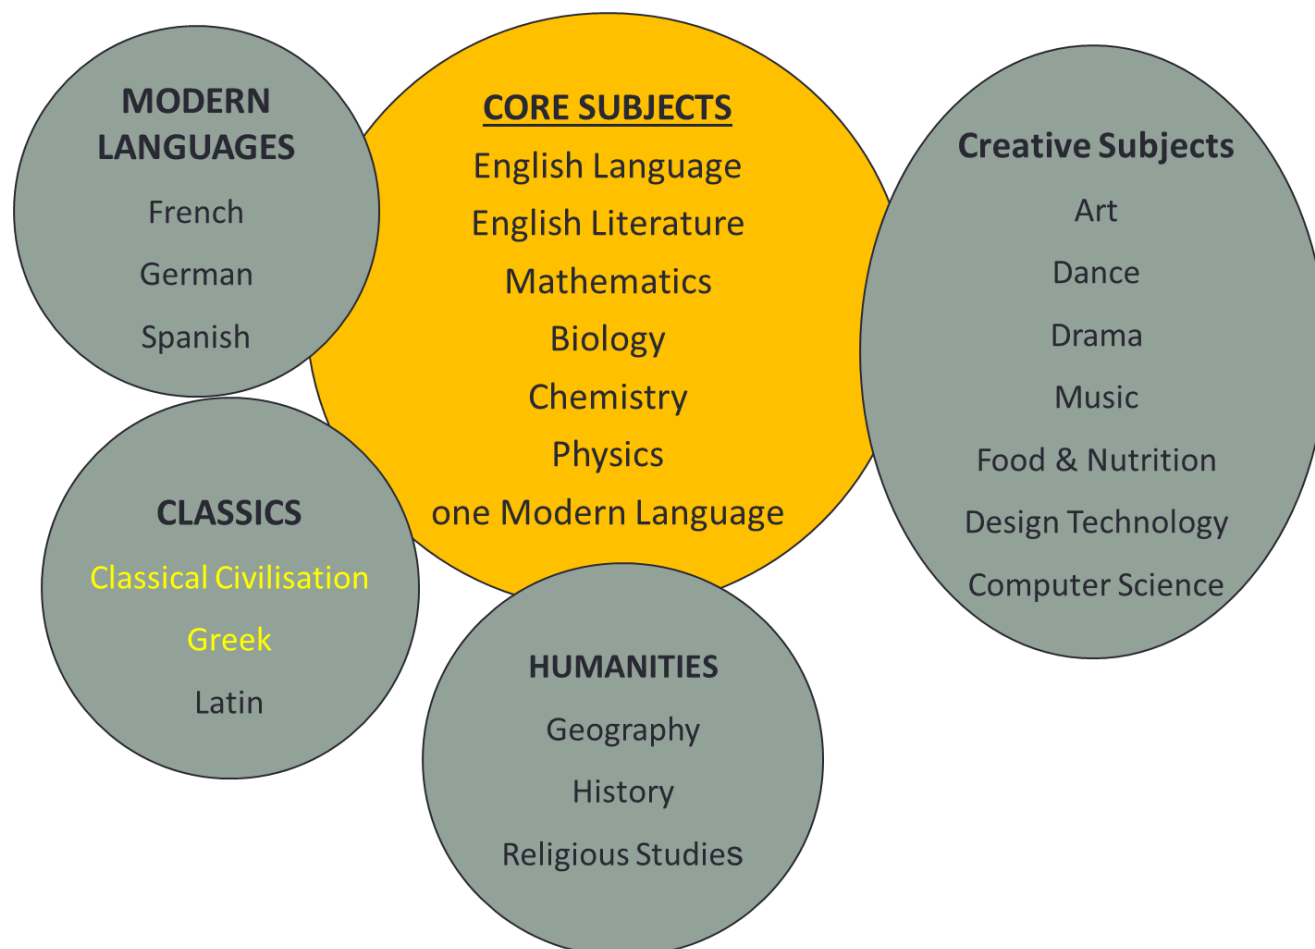 MODERN
LANGUAGES
French
German
Spanish
CORE SUBJECTS
English Language
English Literature
Mathematics
Biology
Chemistry
Physics
one Modern Language
Creative Subjects
Art
Dance
Drama
Music
Food & Nutrition
Design Technology
Computer Science
CLASSICS
Classical Civilisation
Greek
Latin
HUMANITIES
Geography
History
Religious Studies